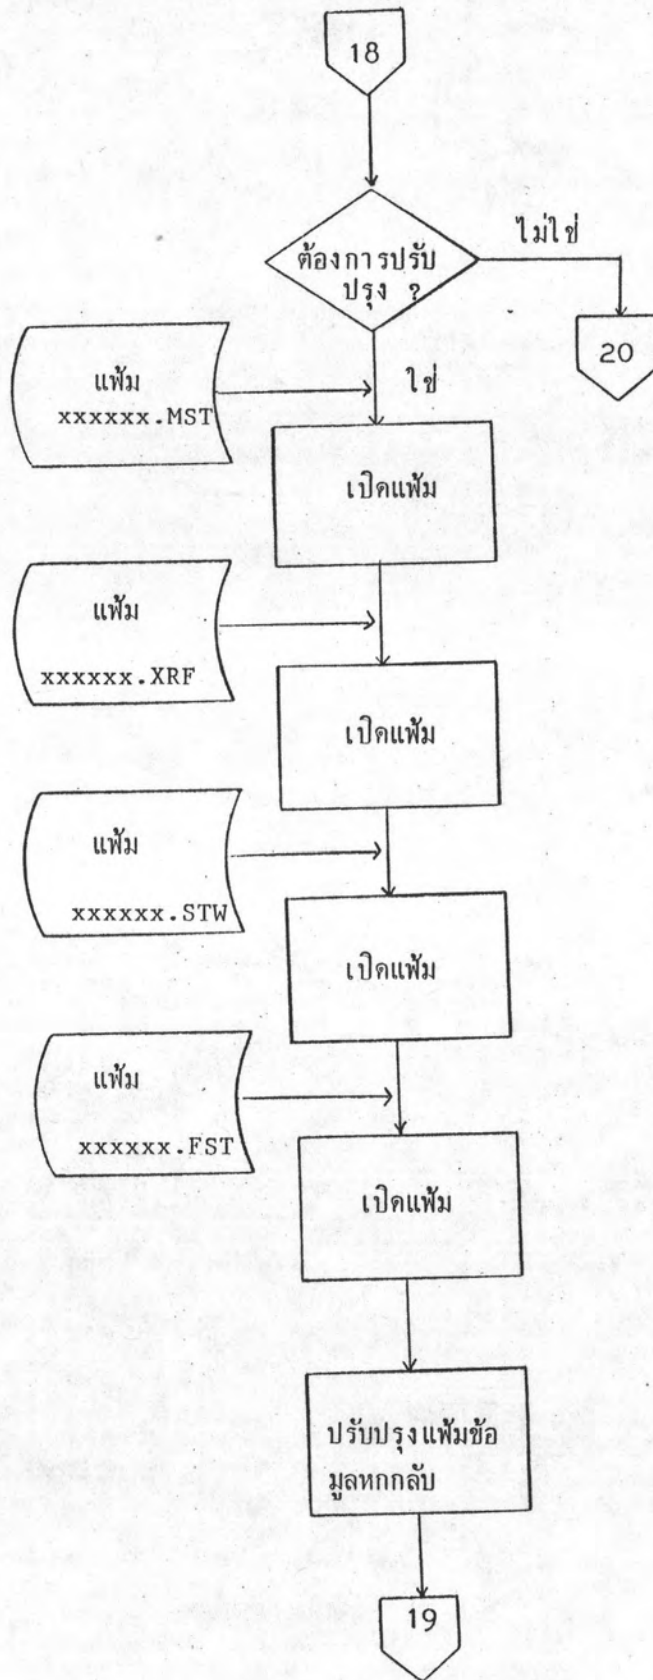 18
ไม่ใช่
ต้องการปรับ
ปรุง ?
20
แฟ้ม
xxxxxx.MST
ใช่
เปิดแฟ้ม
แฟ้ม
xxxxxx.XRF
เปิดแฟ้ม
แฟ้ม
xxxxxx.STW
เปิดแฟ้ม
แฟ้ม
xxxxxx.FST
เปิดแฟ้ม
ปรับปรุงแฟ้มข้อ
มูลหกกลับ
19